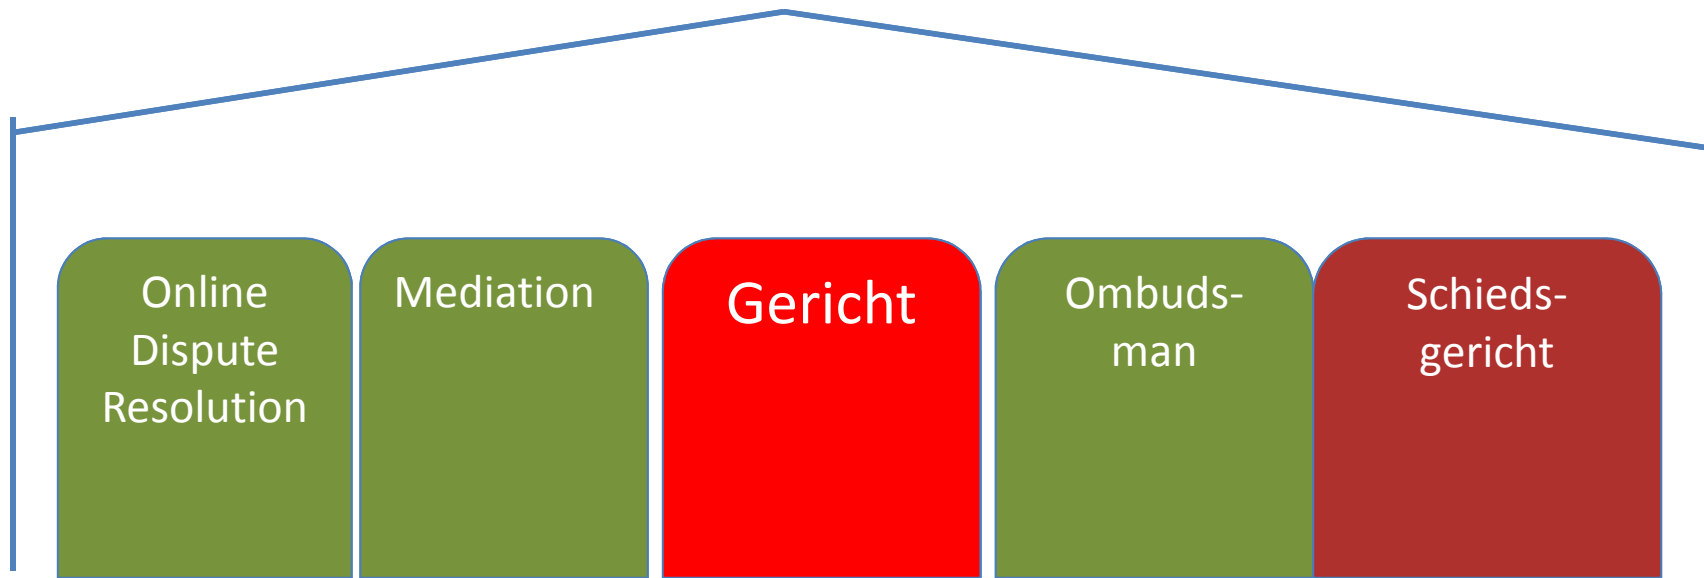 Online
Dispute
Resolution
Mediation
Gericht
Ombuds-
man
Schieds-
gericht